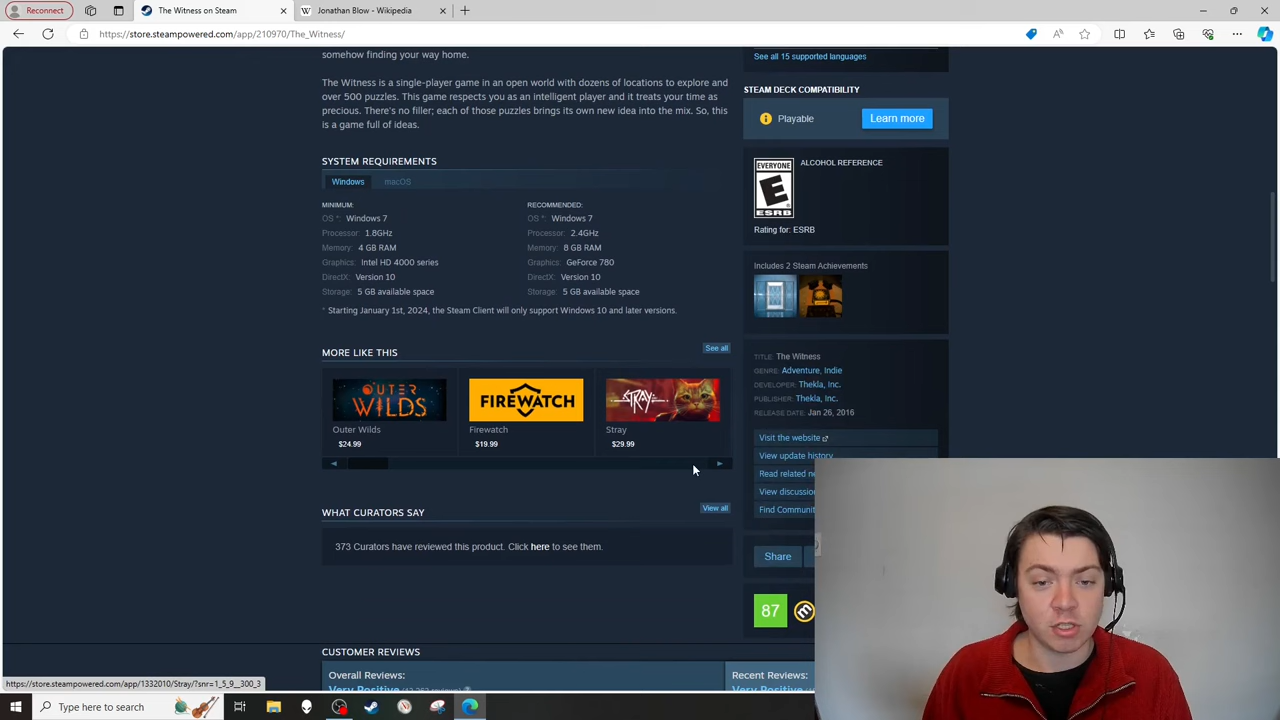 Reconnect
The Witness on Steam
Jonathan Blow - Wikipedia
https://store.steampowered.com/app/210970/The_Witness/
somehow finding your way home.
The Witness is a single-player game in an open world with dozens of locations to explore and
over 500 puzzles. This game respects you as an intelligent player and it treats your time as
precious. There's no filler; each of those puzzles brings its own new idea into the mix. So, this
is a game full of ideas.
SYSTEM REQUIREMENTS
Windows macOS
MINIMUM:
OS *: Windows 7
Processor: 1.8GHz
Memory: 4 GB RAM
Graphics: Intel HD 4000 series
DirectX: Version 10
Storage: 5 GB available space
RECOMMENDED:
OS *: Windows 7
Processor: 2.4GHz
Memory: 8 GB RAM
Graphics: GeForce 780
DirectX: Version 10
Storage: 5 GB available space
* Starting January 1st, 2024, the Steam Client will only support Windows 10 and later versions.
MORE LIKE THIS
See all
OUTER WILDS
Outer Wilds
$24.99
FIREWATCH
Firewatch
$19.99
STRAY
Stray
$29.99
WHAT CURATORS SAY
View all
373 Curators have reviewed this product. Click here to see them.
CUSTOMER REVIEWS
Overall Reviews:
Very Positive
Recent Reviews:
Very Positive
See all 15 supported languages
STEAM DECK COMPATIBILITY
Playable
Learn more
EVERYONE
E
ESRB
ALCOHOL REFERENCE
Rating for: ESRB
Includes 2 Steam Achievements
TITLE: The Witness
GENRE: Adventure, Indie
DEVELOPER: Thekla, Inc.
PUBLISHER: Thekla, Inc.
RELEASE DATE: Jan 26, 2016
Visit the website
View update history
Read related
View discussion
Find Communit
Share
87
https://store.steampowered.com/app/1332010/Stray/?snr=1_5_9__300_3
Type here to search